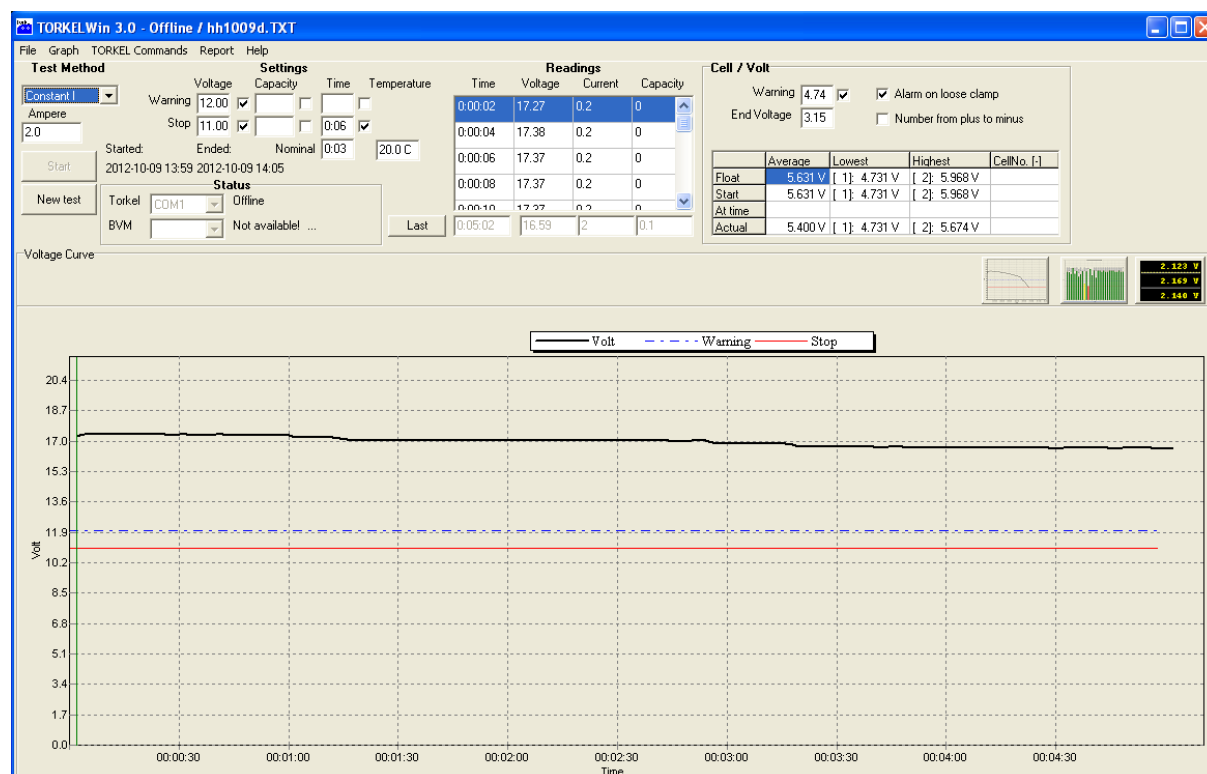 TORKELWin 3.0 - Offline / hh1009d.TXT
File Graph TORKEL Commands Report Help
Test Method
Constant I
Ampere
2.0
Start
New test
Settings
Voltage Capacity Time Temperature
Warning 12.00
Stop 11.00 0:06
Started: Ended: Nominal 0:03 20.0 C
2012-10-09 13:59 2012-10-09 14:05
Status
Torkel COM1 Offline
BVM Not available! ...
Readings
Time Voltage Current Capacity
0:00:02 17.27 0.2 0
0:00:04 17.38 0.2 0
0:00:06 17.37 0.2 0
0:00:08 17.37 0.2 0
0:00:10 17.37 0.2 0
Last 0:05:02 16.59 2 0.1
Cell / Volt
Warning 4.74 Alarm on loose clamp
End Voltage 3.15 Number from plus to minus
Average Lowest Highest CellNo. [-]
Float 5.631 V [ 1]: 4.731 V [ 2]: 5.968 V
Start 5.631 V [ 1]: 4.731 V [ 2]: 5.968 V
At time
Actual 5.400 V [ 1]: 4.731 V [ 2]: 5.674 V
Voltage Curve
2.123 V
2.169 V
2.140 V
Volt Warning Stop
20.4
18.7
17.0
15.3
13.6
11.9
10.2
8.5
6.8
5.1
3.4
1.7
0.0
Volt
00:00:30 00:01:00 00:01:30 00:02:00 00:02:30 00:03:00 00:03:30 00:04:00 00:04:30
Time